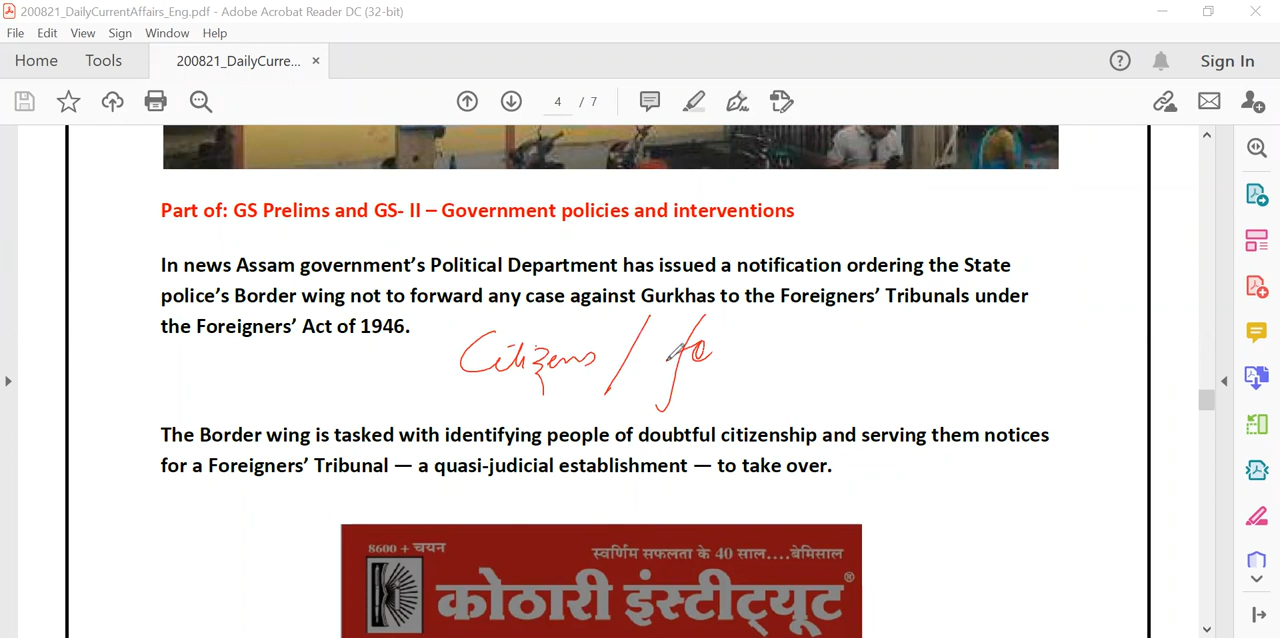 200821_DailyCurrentAffairs_Eng.pdf - Adobe Acrobat Reader DC (32-bit)
File Edit View Sign Window Help
Home Tools 200821_DailyCurre... × Sign In
4 / 7
Part of: GS Prelims and GS- II – Government policies and interventions
In news Assam government’s Political Department has issued a notification ordering the State
police’s Border wing not to forward any case against Gurkhas to the Foreigners’ Tribunals under
the Foreigners’ Act of 1946.
Citizens / fo
The Border wing is tasked with identifying people of doubtful citizenship and serving them notices
for a Foreigners’ Tribunal — a quasi-judicial establishment — to take over.
8600 + चयन स्वर्णिम सफलता के 40 साल....बेमिसाल
कोठारी इंस्टीट्यूट®